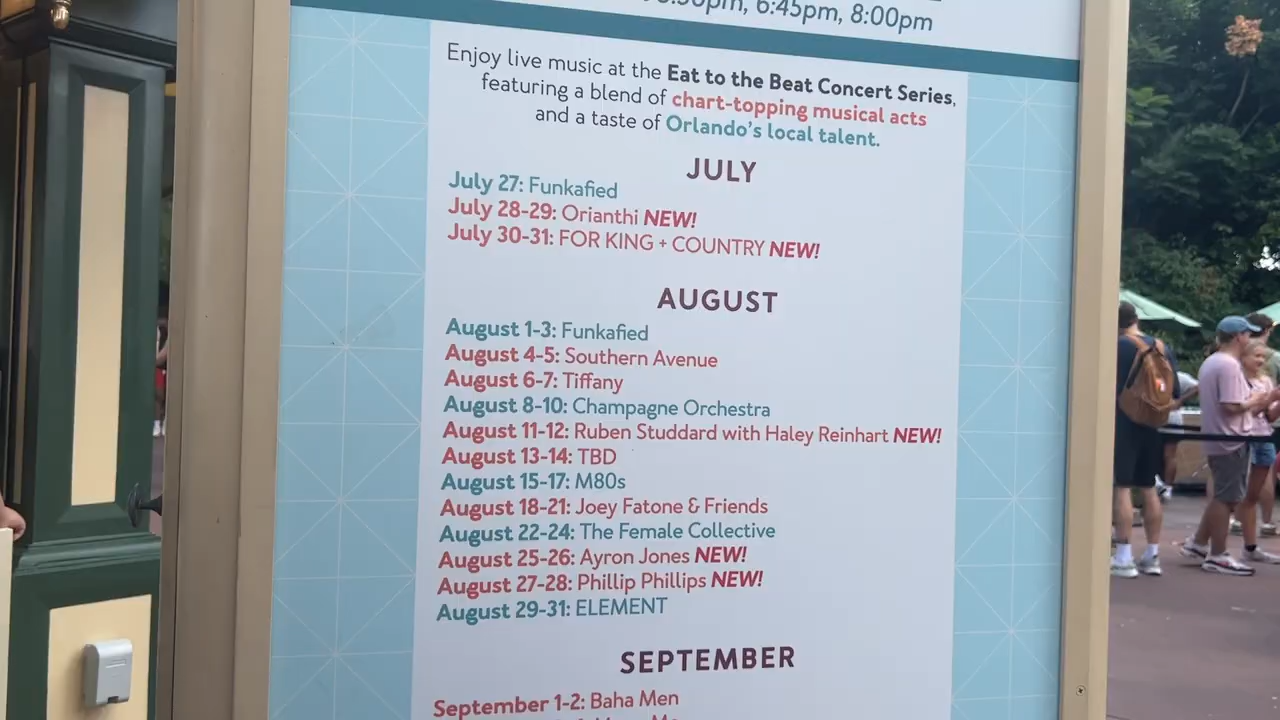 6:45pm, 8:00pm
Enjoy live music at the Eat to the Beat Concert Series,
featuring a blend of chart-topping musical acts
and a taste of Orlando's local talent.
JULY
July 27: Funkafied
July 28-29: Orianthi NEW!
July 30-31: FOR KING + COUNTRY NEW!
AUGUST
August 1-3: Funkafied
August 4-5: Southern Avenue
August 6-7: Tiffany
August 8-10: Champagne Orchestra
August 11-12: Ruben Studdard with Haley Reinhart NEW!
August 13-14: TBD
August 15-17: M80s
August 18-21: Joey Fatone & Friends
August 22-24: The Female Collective
August 25-26: Ayron Jones NEW!
August 27-28: Phillip Phillips NEW!
August 29-31: ELEMENT
SEPTEMBER
September 1-2: Baha Men